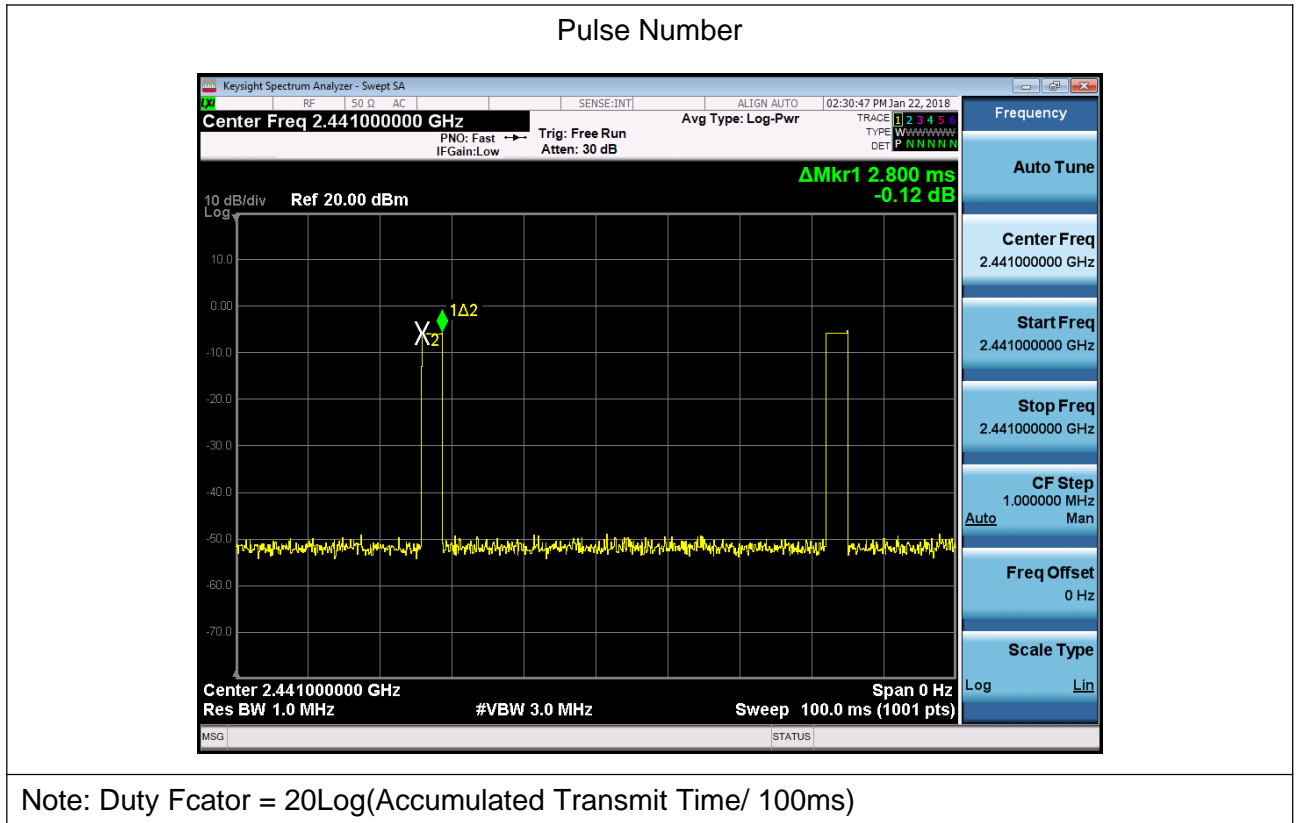 Pulse Number
Keysight Spectrum Analyzer - Swept SA
LXI RF 50 Ω AC SENSE:INT ALIGN AUTO 02:30:47 PM Jan 22, 2018
Center Freq 2.441000000 GHz
PNO: Fast
IFGain:Low
Trig: Free Run
Atten: 30 dB
Avg Type: Log-Pwr
TRACE 1 2 3 4 5 6
TYPE WWWWWW
DET P N N N N N
ΔMkr1 2.800 ms
-0.12 dB
10 dB/div Ref 20.00 dBm
Log
10.0
0.00
-10.0
-20.0
-30.0
-40.0
-50.0
-60.0
-70.0
1Δ2
X2
Center 2.441000000 GHz
Span 0 Hz
Res BW 1.0 MHz
#VBW 3.0 MHz
Sweep 100.0 ms (1001 pts)
MSG
STATUS
Frequency
Auto Tune
Center Freq
2.441000000 GHz
Start Freq
2.441000000 GHz
Stop Freq
2.441000000 GHz
CF Step
1.000000 MHz
Auto Man
Freq Offset
0 Hz
Scale Type
Log Lin
Note: Duty Fcator = 20Log(Accumulated Transmit Time/ 100ms)